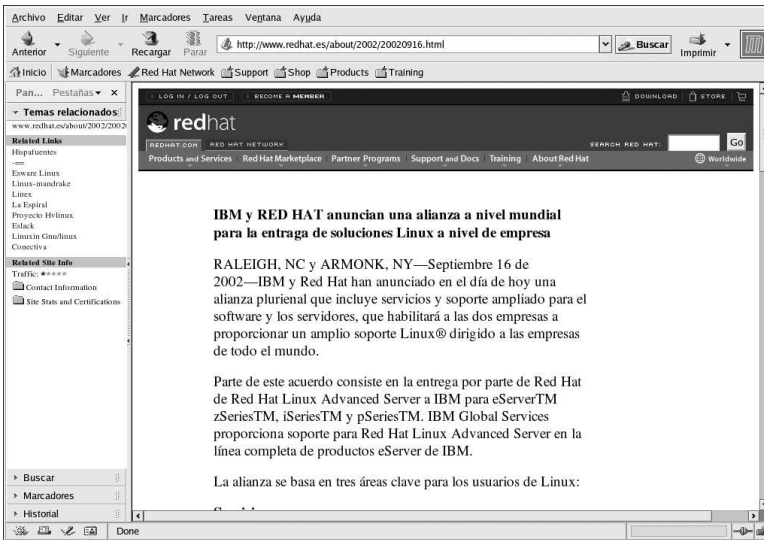 Archivo Editar Ver Ir Marcadores Tareas Ventana Ayuda
Anterior Siguiente Recargar Parar http://www.redhat.es/about/2002/20020916.html Buscar Imprimir
Inicio Marcadores Red Hat Network Support Shop Products Training
Pan... Pestañas
Temas relacionados
www.redhat.es/about/2002/2002
Related Links
Hispafuentes
-==
Esware Linux
Linux-mandrake
Linex
La Espiral
Proyecto Hvlinux
Eslack
Linuxin Gnu/linux
Conectiva
Related Site Info
Traffic:
Contact Information
Site Stats and Certifications
Buscar
Marcadores
Historial
LOG IN / LOG OUT BECOME A MEMBER DOWNLOAD STORE
redhat
REDHAT.COM RED HAT NETWORK SEARCH RED HAT: Go
Products and Services Red Hat Marketplace Partner Programs Support and Docs Training About Red Hat Worldwide
IBM y RED HAT anuncian una alianza a nivel mundial
para la entraga de soluciones Linux a nivel de empresa
RALEIGH, NC y ARMONK, NY—Septiembre 16 de
2002—IBM y Red Hat han anunciado en el día de hoy una
alianza plurienal que incluye servicios y soporte ampliado para el
software y los servidores, que habilitará a las dos empresas a
proporcionar un amplio soporte Linux® dirigido a las empresas
de todo el mundo.
Parte de este acuerdo consiste en la entrega por parte de Red Hat
de Red Hat Linux Advanced Server a IBM para eServerTM
zSeriesTM, iSeriesTM y pSeriesTM. IBM Global Services
proporciona soporte para Red Hat Linux Advanced Server en la
línea completa de productos eServer de IBM.
La alianza se basa en tres áreas clave para los usuarios de Linux:
Done